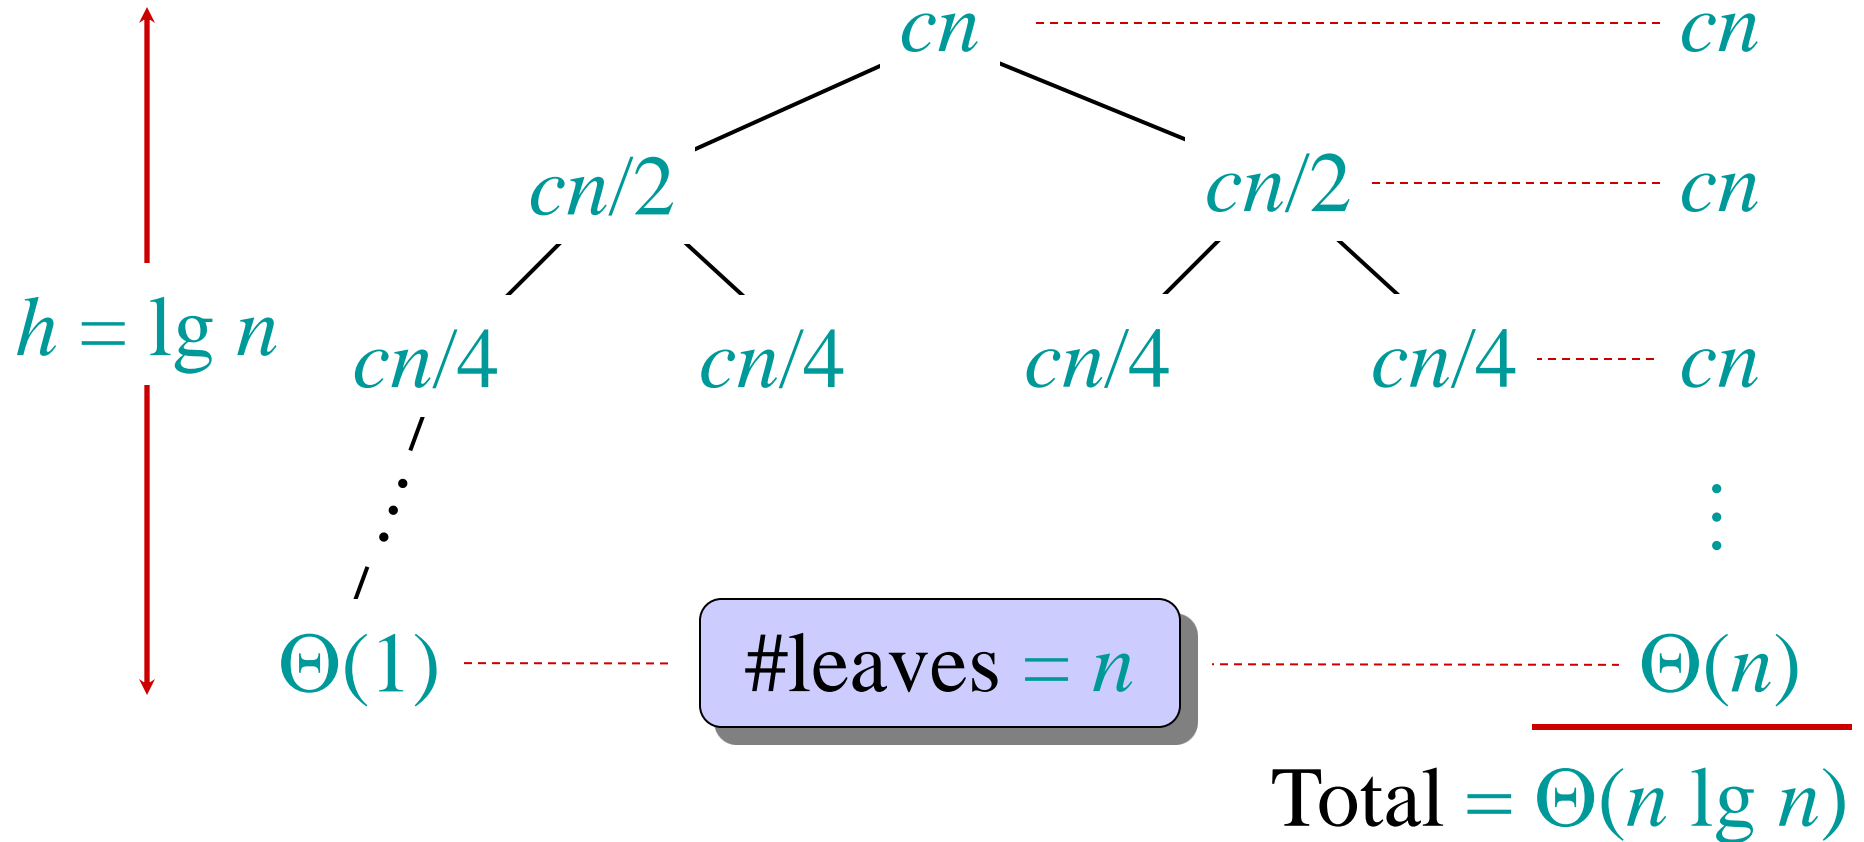 cn cn
cn/2 cn/2 cn
h = lg n cn/4 cn/4 cn/4 cn/4 cn
Θ(1) #leaves = n Θ(n)
Total = Θ(n lg n)